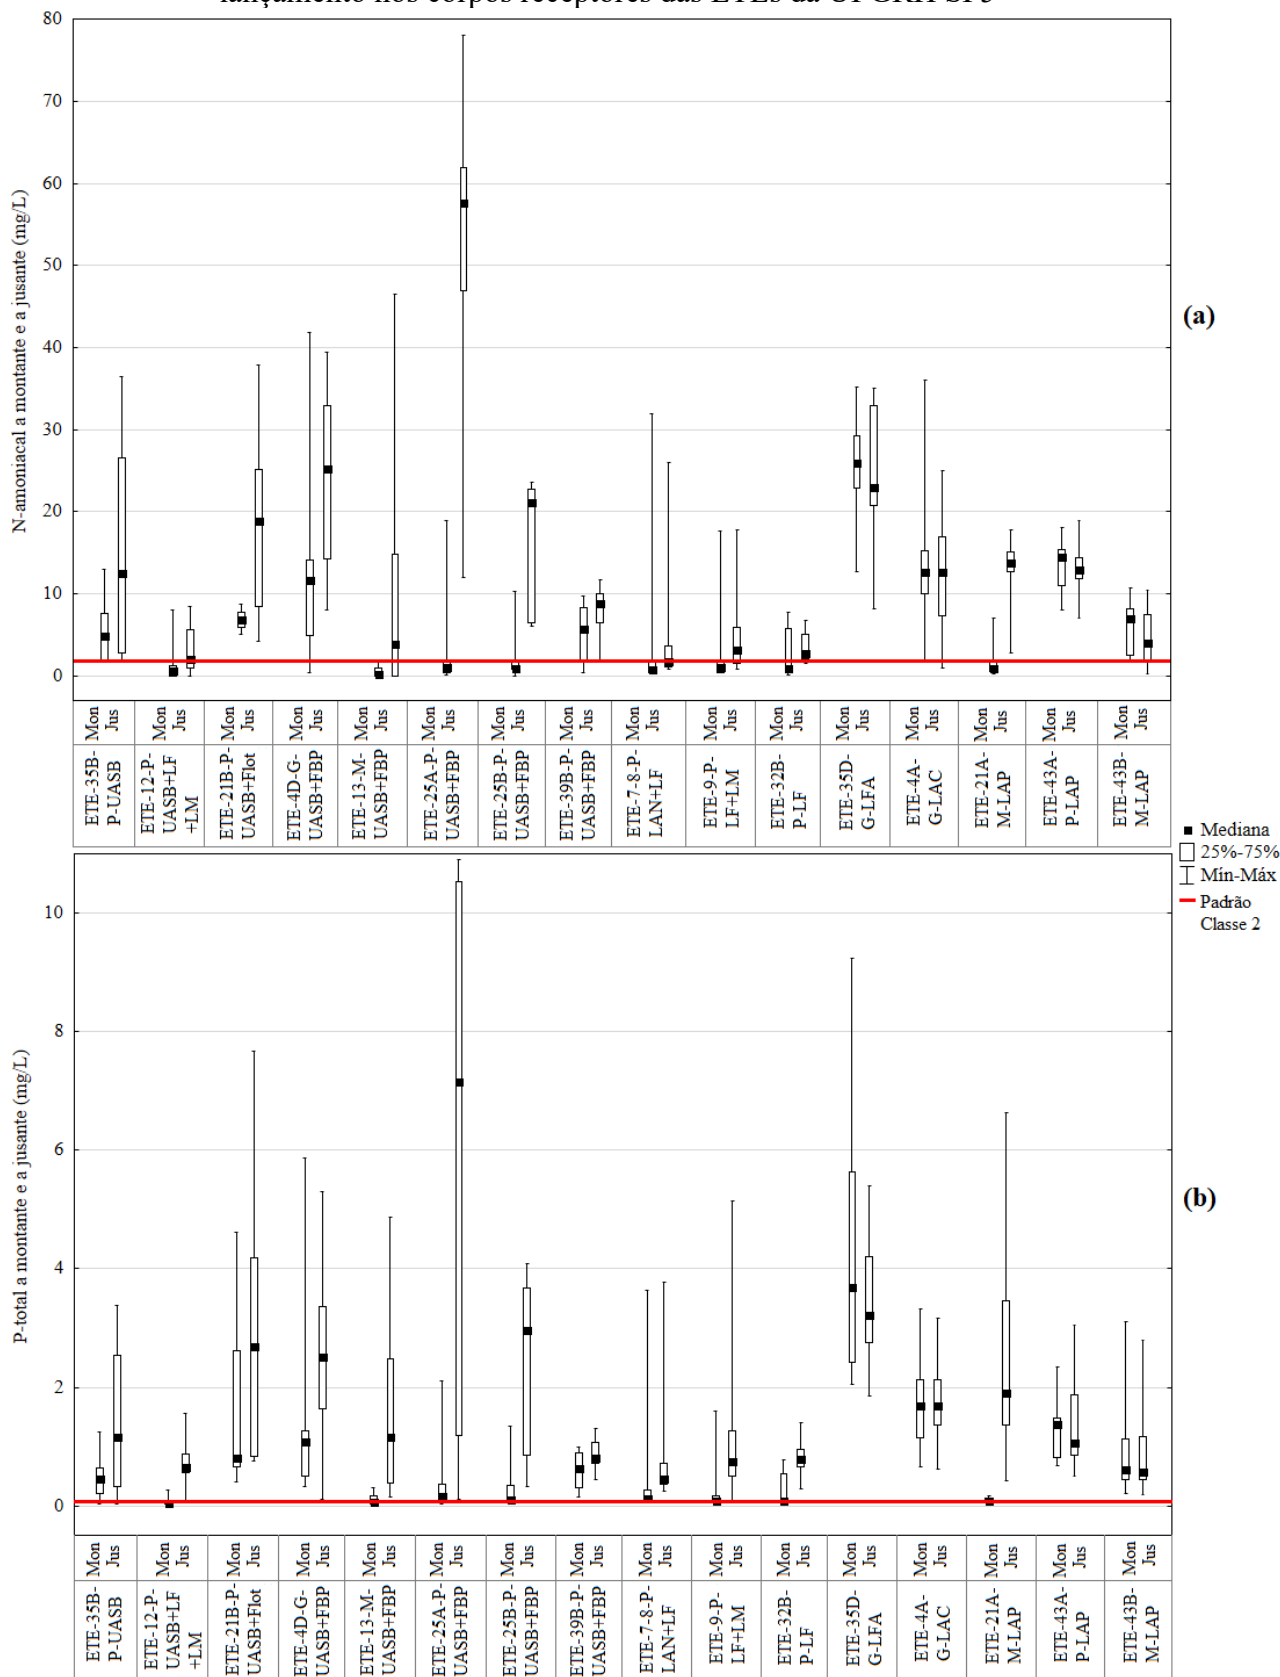 lançamento nos corpos receptores das ETEs da UPGRH SF5
80
70
60
50
40
30
20
10
0
N-amoniacal a montante e a jusante (mg/L)
(a)
Mon Jus Mon Jus Mon Jus Mon Jus Mon Jus Mon Jus Mon Jus Mon Jus Mon Jus Mon Jus Mon Jus Mon Jus Mon Jus Mon Jus Mon Jus Mon Jus
ETE-35B-
P-UASB
ETE-12-P-
UASB+LF
+LM
ETE-21B-P-
UASB+Flot
ETE-4D-G-
UASB+FBP
ETE-13-M-
UASB+FBP
ETE-25A-P-
UASB+FBP
ETE-25B-P-
UASB+FBP
ETE-39B-P-
UASB+FBP
ETE-7-8-P-
LAN+LF
ETE-9-P-
LF+LM
ETE-32B-
P-LF
ETE-35D-
G-LFA
ETE-4A-
G-LAC
ETE-21A-
M-LAP
ETE-43A-
P-LAP
ETE-43B-
M-LAP
Mediana
25%-75%
Mín-Máx
Padrão
Classe 2
10
8
6
4
2
0
P-total a montante e a jusante (mg/L)
(b)
Mon Jus Mon Jus Mon Jus Mon Jus Mon Jus Mon Jus Mon Jus Mon Jus Mon Jus Mon Jus Mon Jus Mon Jus Mon Jus Mon Jus Mon Jus Mon Jus
ETE-35B-
P-UASB
ETE-12-P-
UASB+LF
+LM
ETE-21B-P-
UASB+Flot
ETE-4D-G-
UASB+FBP
ETE-13-M-
UASB+FBP
ETE-25A-P-
UASB+FBP
ETE-25B-P-
UASB+FBP
ETE-39B-P-
UASB+FBP
ETE-7-8-P-
LAN+LF
ETE-9-P-
LF+LM
ETE-32B-
P-LF
ETE-35D-
G-LFA
ETE-4A-
G-LAC
ETE-21A-
M-LAP
ETE-43A-
P-LAP
ETE-43B-
M-LAP